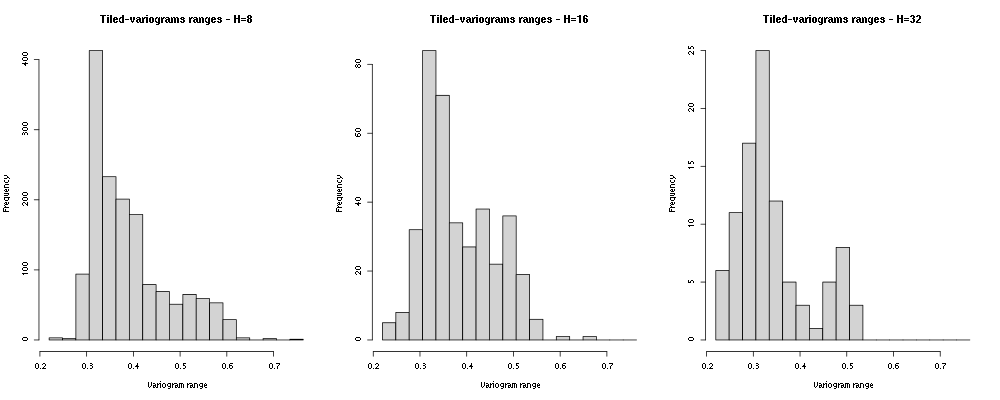 Tiled-variograms ranges - H=8
Frequency
400
300
200
100
0
0.2 0.3 0.4 0.5 0.6 0.7
Variogram range
Tiled-variograms ranges - H=16
Frequency
80
60
40
20
0
0.2 0.3 0.4 0.5 0.6 0.7
Variogram range
Tiled-variograms ranges - H=32
Frequency
25
20
15
10
5
0
0.2 0.3 0.4 0.5 0.6 0.7
Variogram range